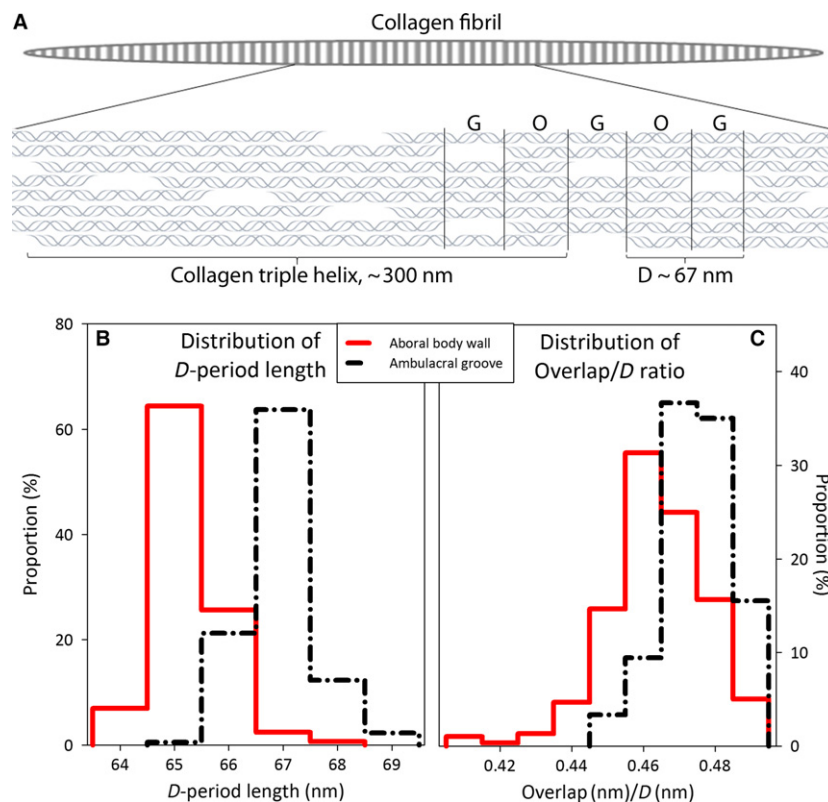 A
Collagen fibril
G O G O G
Collagen triple helix, ~300 nm
D ~ 67 nm
B
Distribution of
D-period length
Aboral body wall
Ambulacral groove
Distribution of
Overlap/D ratio
C
Proportion (%)
80
60
40
20
0
64 65 66 67 68 69
D-period length (nm)
40
30
20
10
0
Proportion (%)
0.42 0.44 0.46 0.48
Overlap (nm)/D (nm)